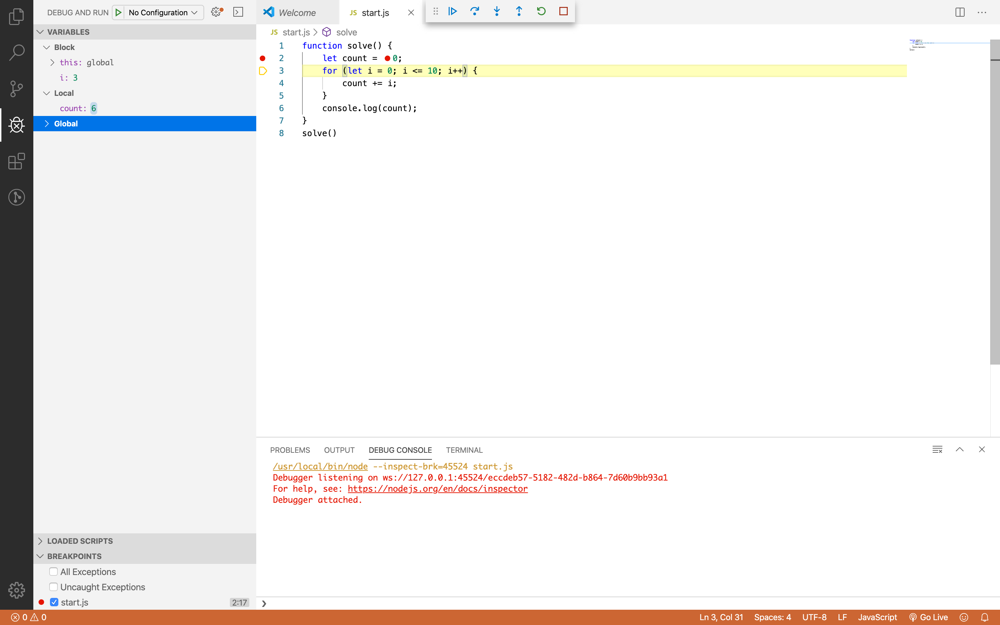 DEBUG AND RUN No Configuration
VARIABLES
Block
this: global
i: 3
Local
count: 6
Global
LOADED SCRIPTS
BREAKPOINTS
All Exceptions
Uncaught Exceptions
start.js 2:17
Welcome
JS start.js
JS start.js > solve
1 function solve() {
2 let count = 0;
3 for (let i = 0; i <= 10; i++) {
4 count += i;
5 }
6 console.log(count);
7 }
8 solve()
PROBLEMS OUTPUT DEBUG CONSOLE TERMINAL
/usr/local/bin/node --inspect-brk=45524 start.js
Debugger listening on ws://127.0.0.1:45524/eccdeb57-5182-482d-b864-7d60b9bb93a1
For help, see: https://nodejs.org/en/docs/inspector
Debugger attached.
0 0 Ln 3, Col 31 Spaces: 4 UTF-8 LF JavaScript Go Live